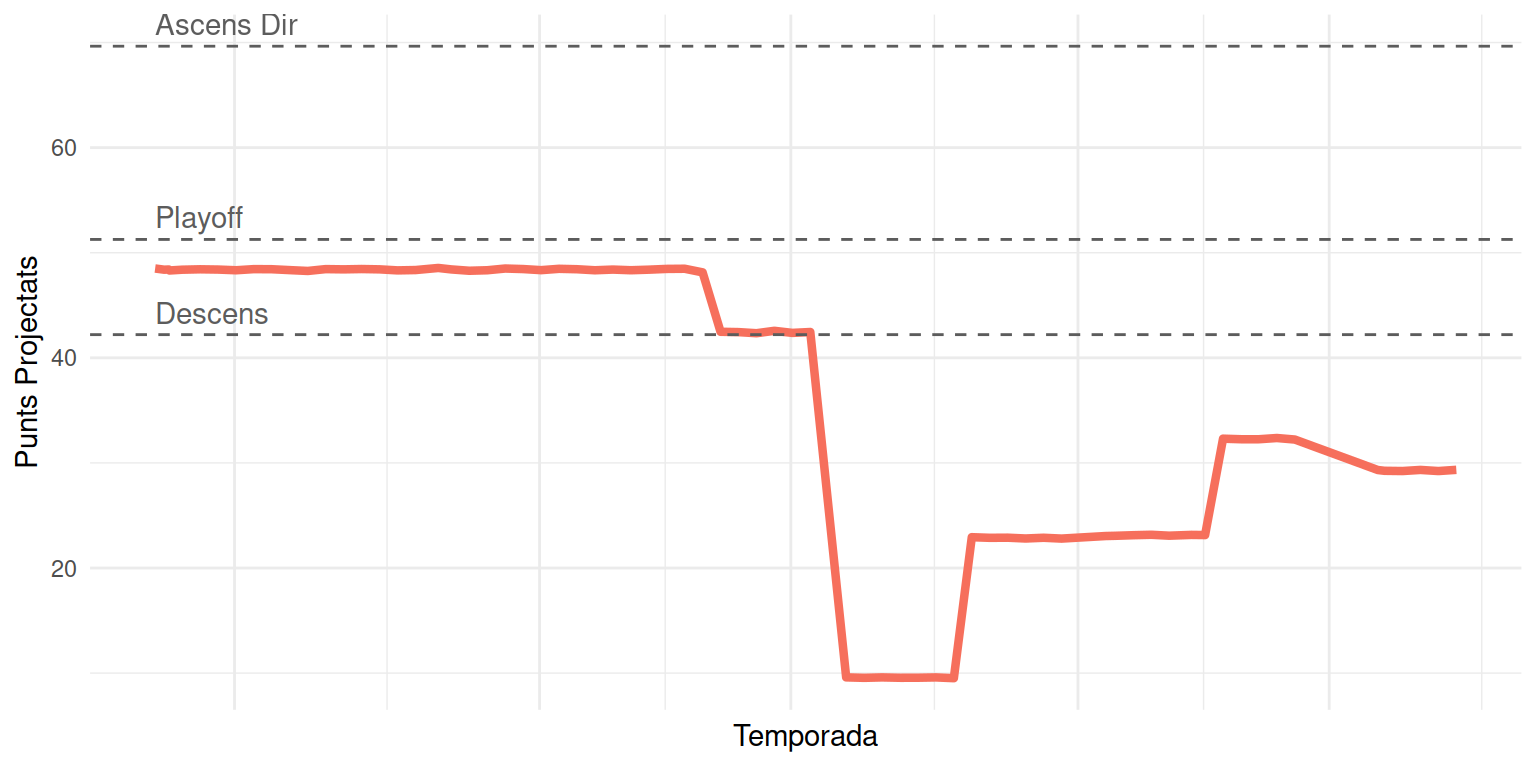 Ascens Dir
60
Playoff
Descens
40
20
Punts Projectats
Temporada